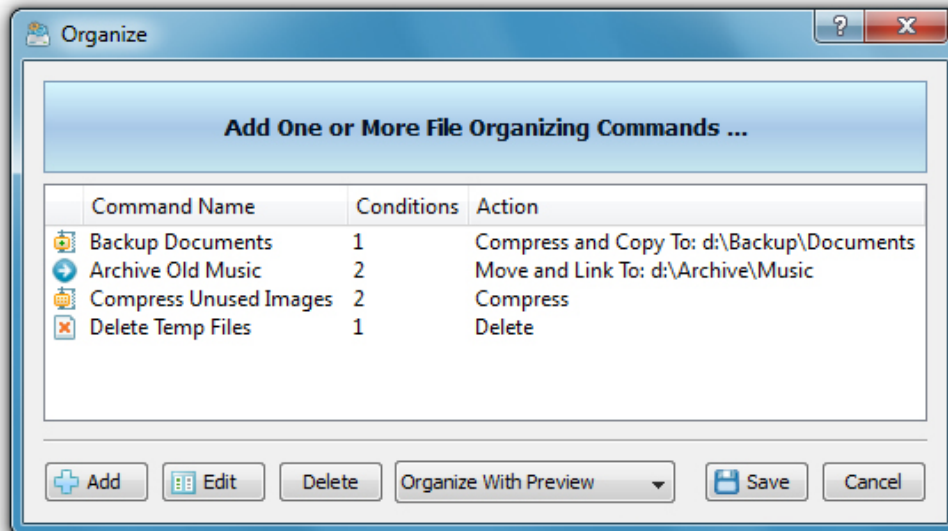 Organize
Add One or More File Organizing Commands ...
Command Name Conditions Action
Backup Documents 1 Compress and Copy To: d:\Backup\Documents
Archive Old Music 2 Move and Link To: d:\Archive\Music
Compress Unused Images 2 Compress
Delete Temp Files 1 Delete
Add Edit Delete Organize With Preview Save Cancel